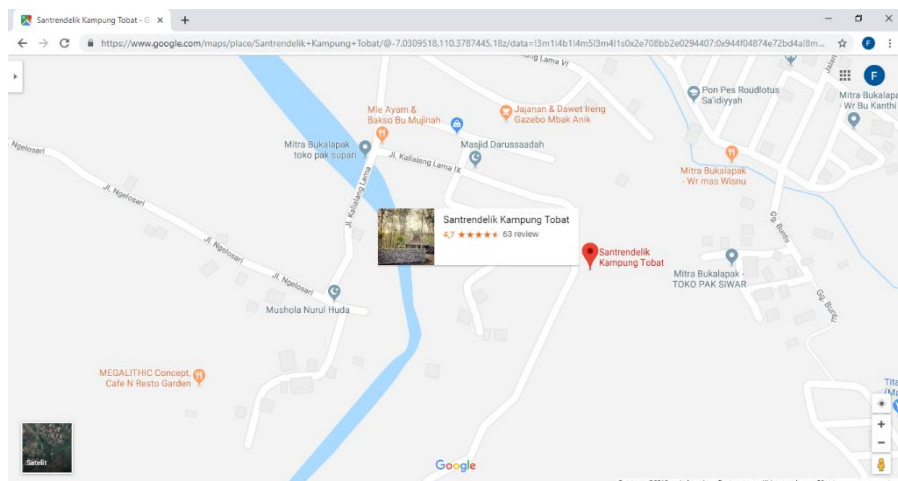 Santrendelik Kampung Tobat - G
https://www.google.com/maps/place/Santrendelik+Kampung+Tobat/@-7.0309518,110.3787445,18z/data=!3m1!4b1!4m5!3m4!1s0x2e708bb2e0294407:0x944f04874e72bd4a!8m...
F
F
Mitra Bukalapak
- Wr Bu Kanthi
Pon Pes Roudlotus
Sa'idiyyah
Mie Ayam &
Bakso Bu Mujinah
Jajanan & Dawet Ireng
Gazebo Mbak Anik
Mitra Bukalapak
toko pak supari
Masjid Darussaadah
Jl. Kalialang Lama IX
Mitra Bukalapak
- Wr mas Wisnu
Ngelosari
Jl. Ngelosari
Jl. Kalialang Lama
Santrendelik Kampung Tobat
4,7 63 review
Gg. Buntu
Jl. Ngelosari
Santrendelik
Kampung Tobat
Jl. Ngelosari
Mitra Bukalapak -
TOKO PAK SIWAR
Mushola Nurul Huda
Gg. Buntu
MEGALITHIC Concept,
Cafe N Resto Garden
Satelit
Google